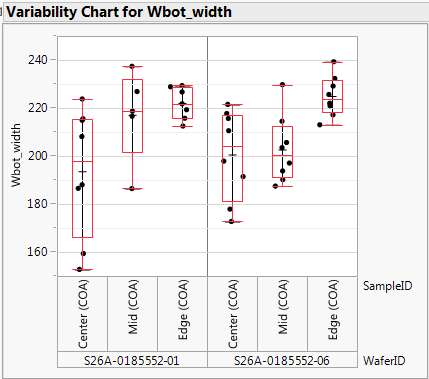 Variability Chart for Wbot_width
240
220
200
180
160
Wbot_width
Center (COA)
Mid (COA)
Edge (COA)
Center (COA)
Mid (COA)
Edge (COA)
SampleID
S26A-0185552-01
S26A-0185552-06
WaferID